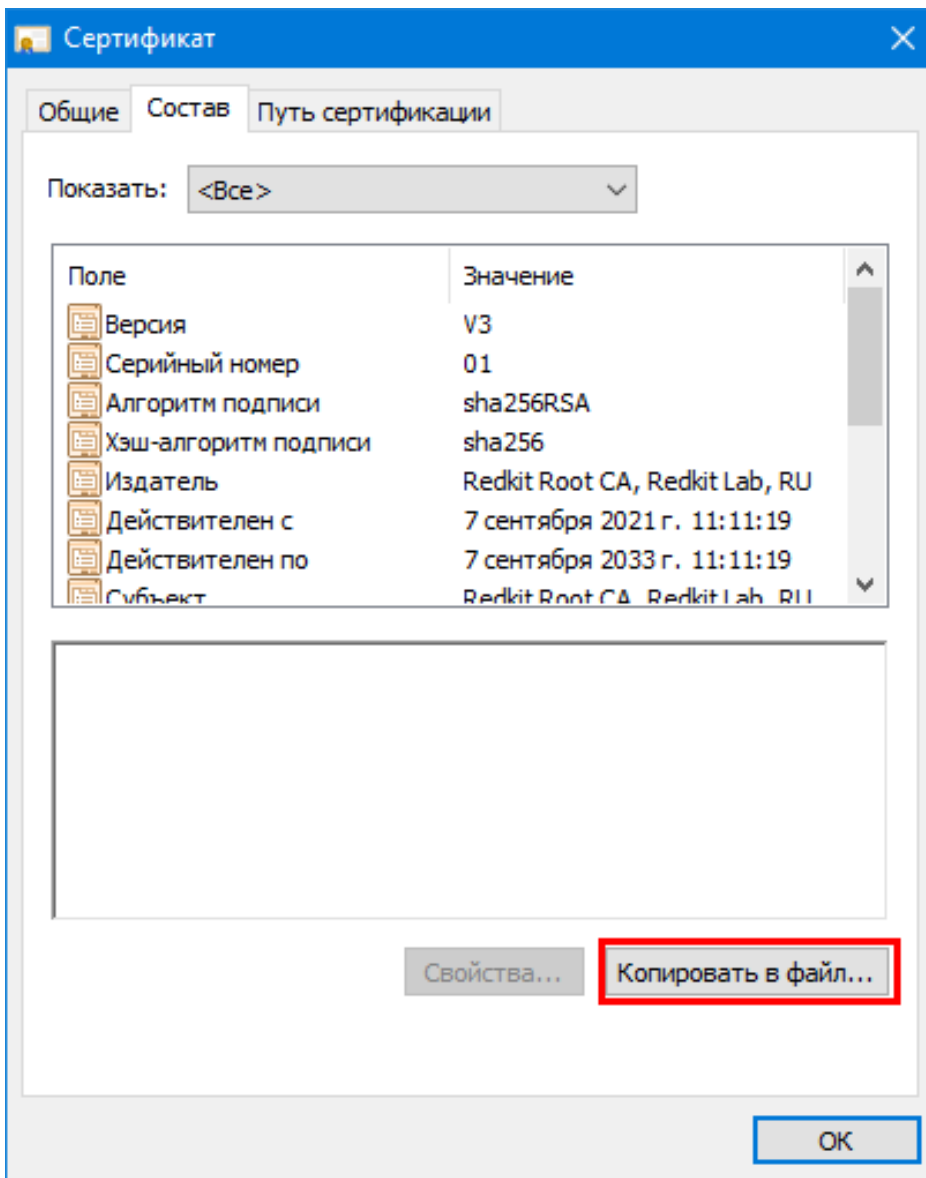 Сертификат
Общие Состав Путь сертификации
Показать: <Все>
Поле Значение
Версия V3
Серийный номер 01
Алгоритм подписи sha256RSA
Хэш-алгоритм подписи sha256
Издатель Redkit Root CA, Redkit Lab, RU
Действителен с 7 сентября 2021 г. 11:11:19
Действителен по 7 сентября 2033 г. 11:11:19
Субъект Redkit Root CA, Redkit Lab, RU
Свойства... Копировать в файл...
ОК